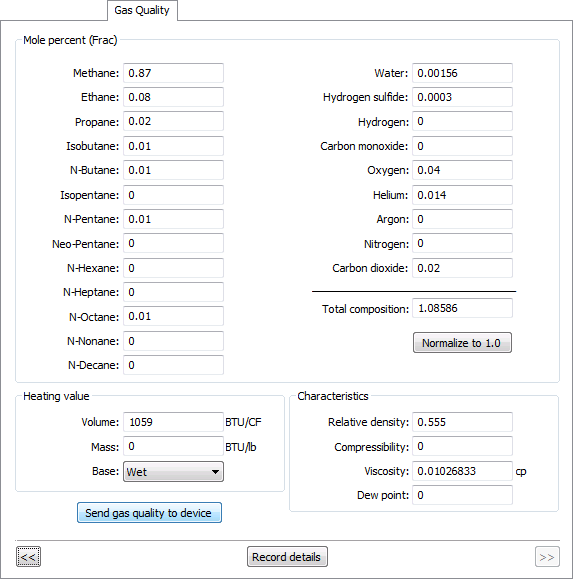 Gas Quality
Mole percent (Frac)
Methane: 0.87
Ethane: 0.08
Propane: 0.02
Isobutane: 0.01
N-Butane: 0.01
Isopentane: 0
N-Pentane: 0.01
Neo-Pentane: 0
N-Hexane: 0
N-Heptane: 0
N-Octane: 0.01
N-Nonane: 0
N-Decane: 0
Water: 0.00156
Hydrogen sulfide: 0.0003
Hydrogen: 0
Carbon monoxide: 0
Oxygen: 0.04
Helium: 0.014
Argon: 0
Nitrogen: 0
Carbon dioxide: 0.02
Total composition: 1.08586
Normalize to 1.0
Heating value
Volume: 1059 BTU/CF
Mass: 0 BTU/lb
Base: Wet
Send gas quality to device
Characteristics
Relative density: 0.555
Compressibility: 0
Viscosity: 0.01026833 cp
Dew point: 0
<< Record details >>